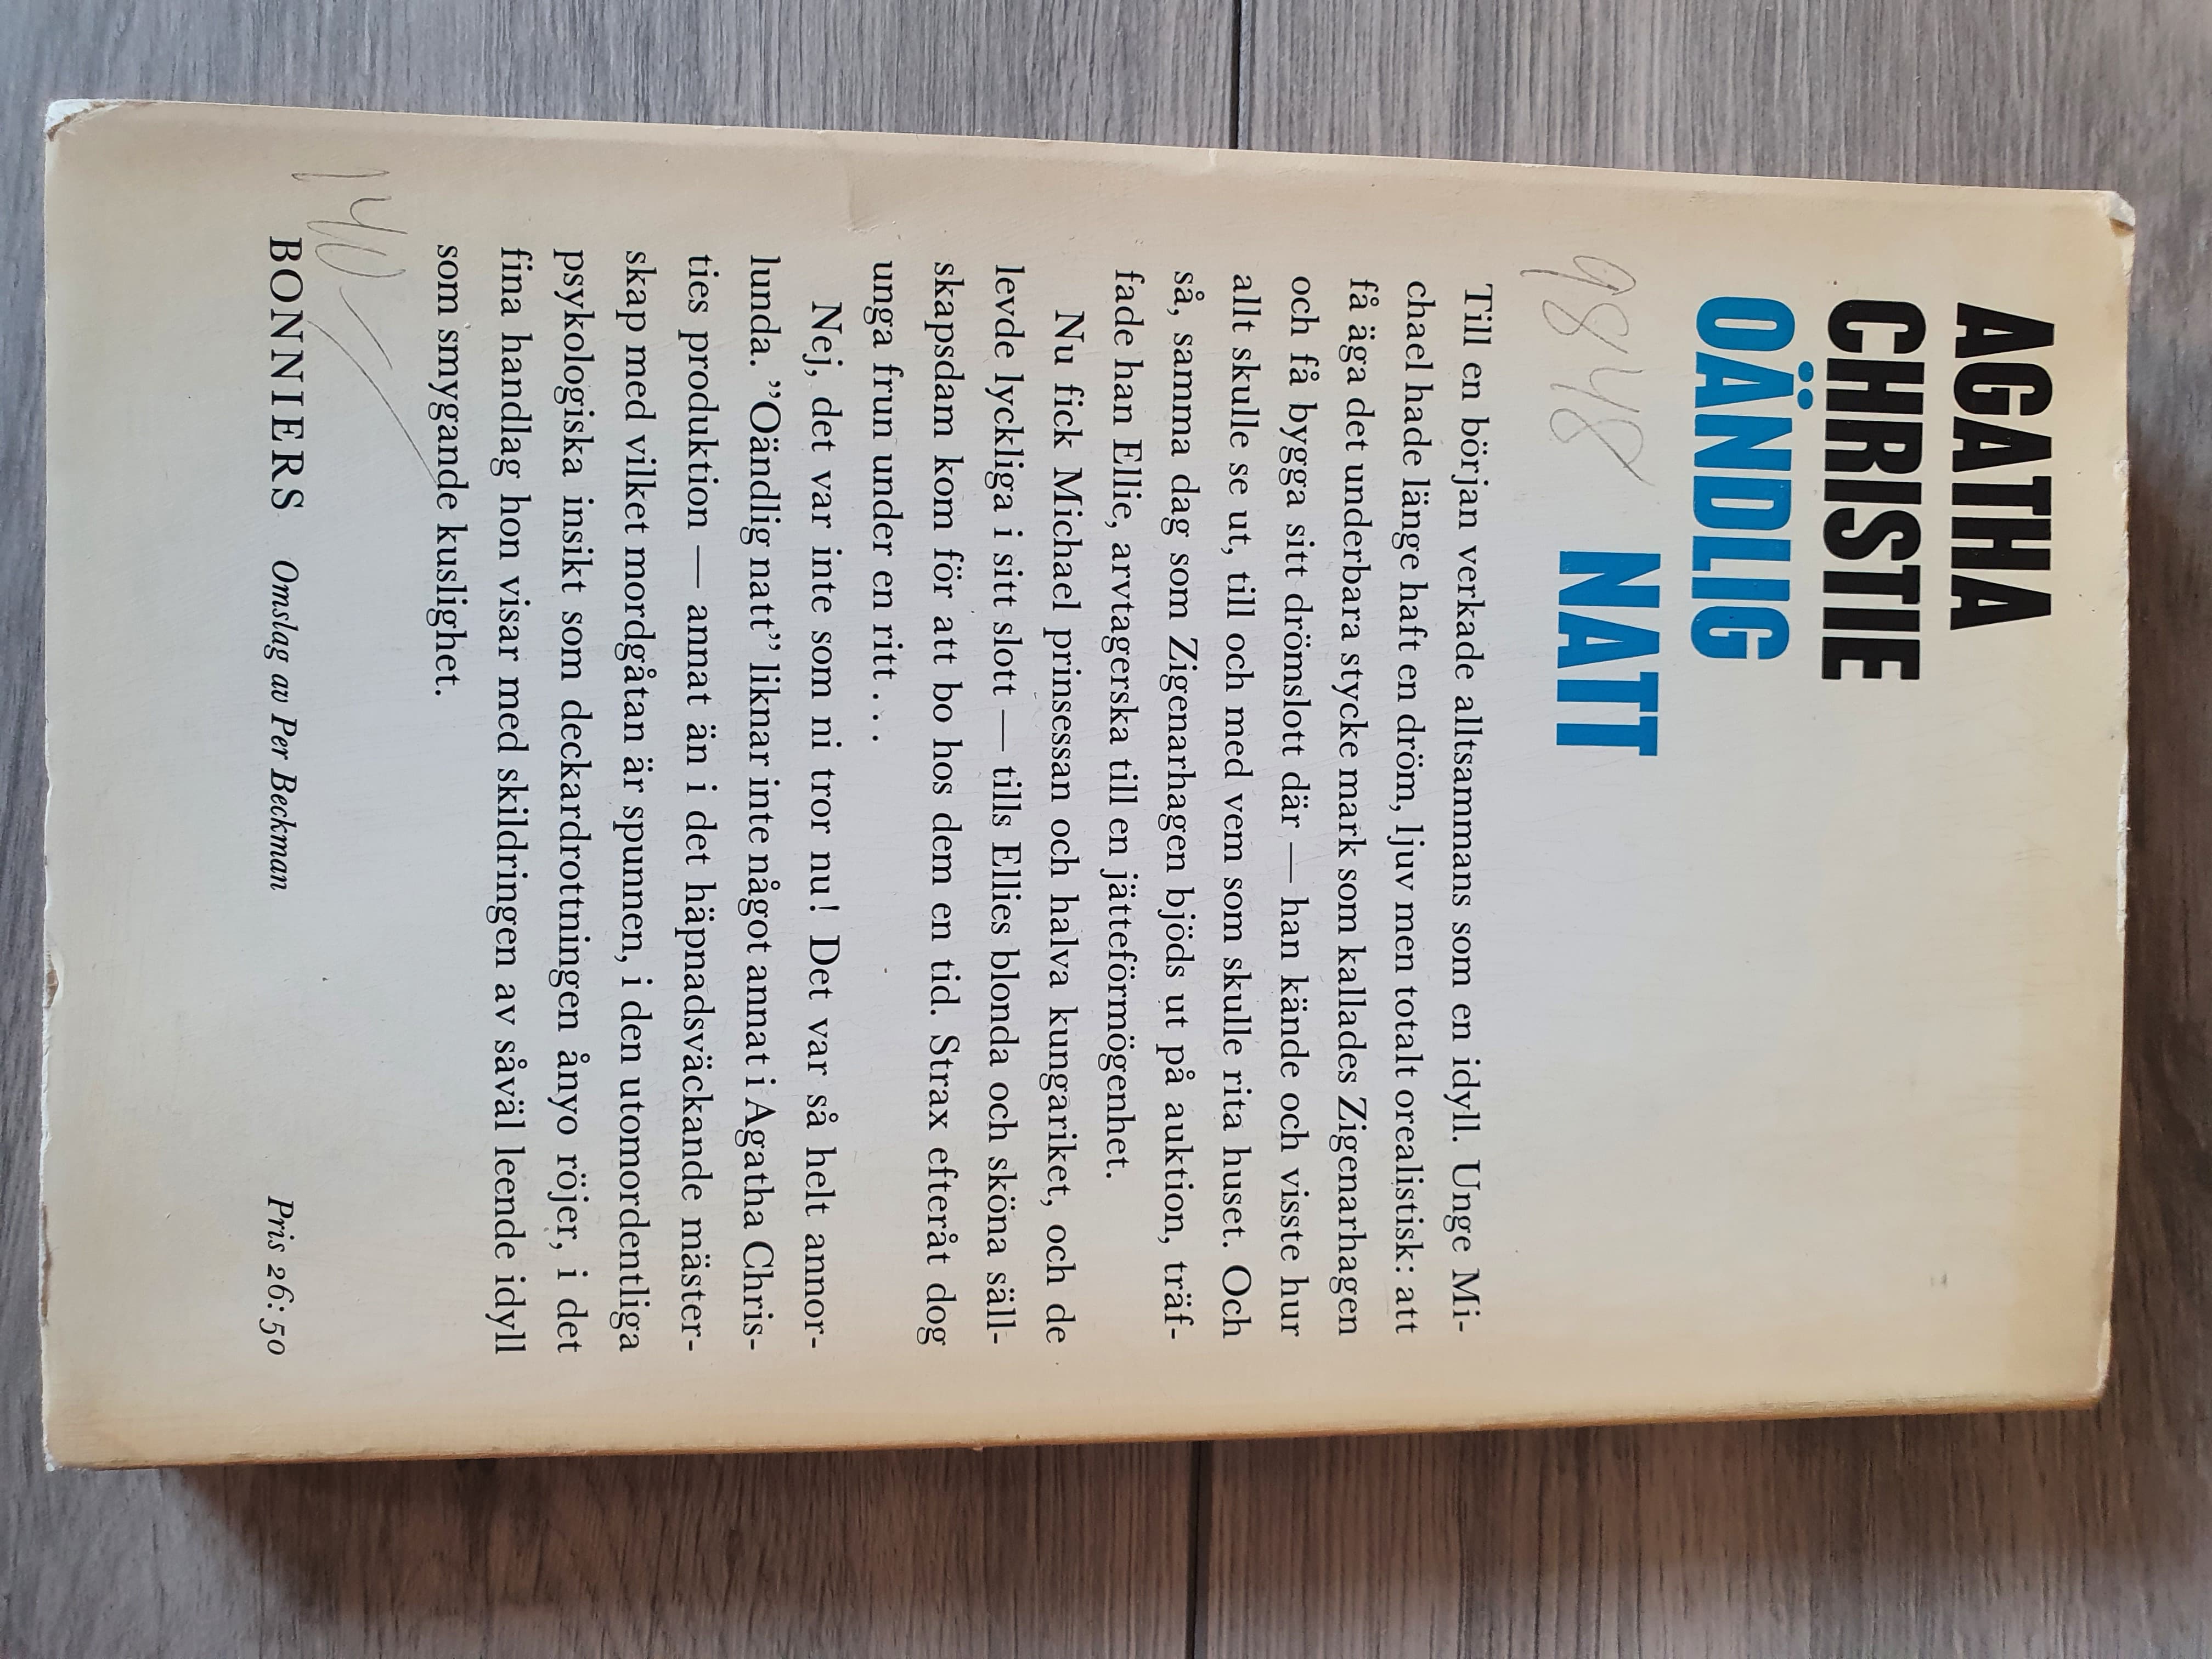 AGATHA
CHRISTIE
OÄNDLIG
NATT
9848
Till en början verkade alltsammans som en idyll. Unge Mi-
chael hade länge haft en dröm, ljuv men totalt orealistisk: att
få äga det underbara stycke mark som kallades Zigenarhagen
och få bygga sitt drömslott där — han kände och visste hur
allt skulle se ut, till och med vem som skulle rita huset. Och
så, samma dag som Zigenarhagen bjöds ut på auktion, träf-
fade han Ellie, arvtagerska till en jätteförmögenhet.
Nu fick Michael prinsessan och halva kungariket, och de
levde lyckliga i sitt slott — tills Ellies blonda och sköna säll-
skapsdam kom för att bo hos dem en tid. Strax efteråt dog
unga frun under en ritt...
Nej, det var inte som ni tror nu! Det var så helt annor-
lunda. ”Oändlig natt” liknar inte något annat i Agatha Chris-
ties produktion — annat än i det häpnadsväckande mäster-
skap med vilket mordgåtan är spunnen, i den utomordentliga
psykologiska insikt som deckardrottningen ånyo röjer, i det
fina handlag hon visar med skildringen av såväl leende idyll
som smygande kuslighet.
140/
BONNIERS Omslag av Per Beckman Pris 26:50